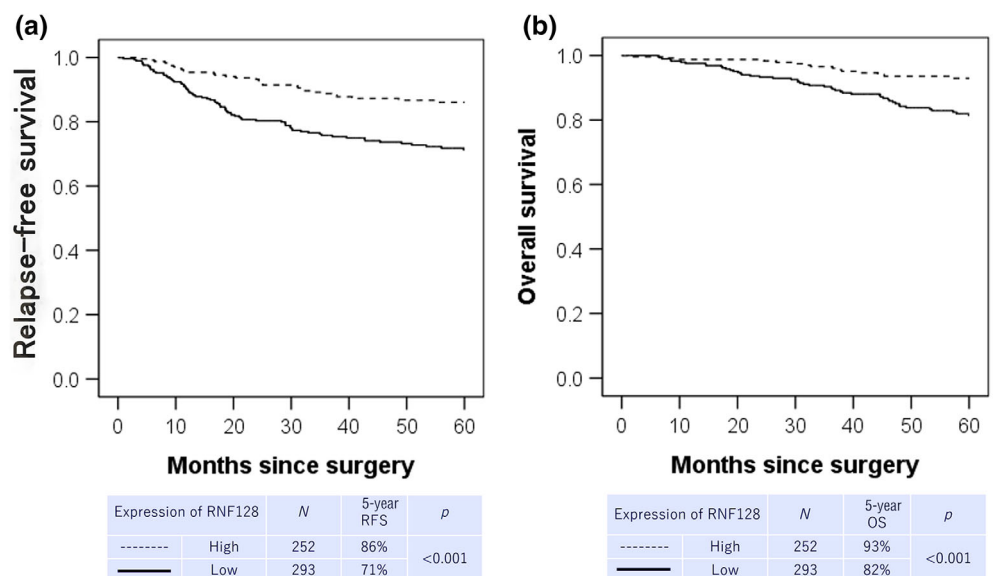 (a)
Relapse-free survival
1.0
0.8
0.6
0.4
0.2
0.0
0 10 20 30 40 50 60
Months since surgery
Expression of RNF128 N 5-year RFS p
High 252 86% <0.001
Low 293 71%
(b)
Overall survival
1.0
0.8
0.6
0.4
0.2
0.0
0 10 20 30 40 50 60
Months since surgery
Expression of RNF128 N 5-year OS p
High 252 93% <0.001
Low 293 82%